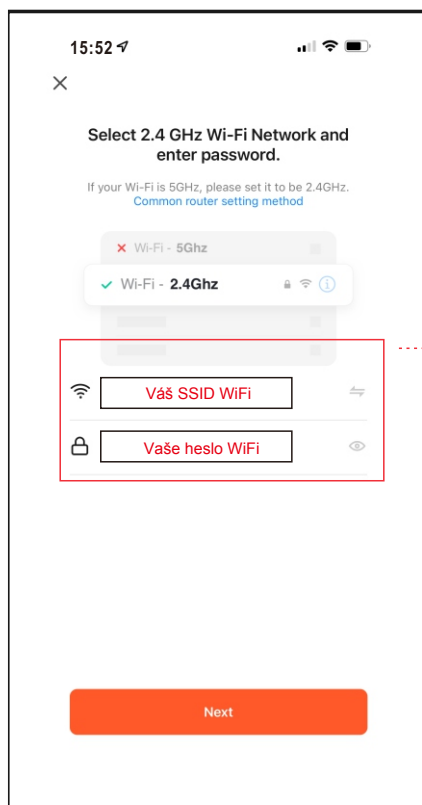 15:52
Select 2.4 GHz Wi-Fi Network and
enter password.
If your Wi-Fi is 5GHz, please set it to be 2.4GHz.
Common router setting method
Wi-Fi - 5Ghz
Wi-Fi - 2.4Ghz
Váš SSID WiFi
Vaše heslo WiFi
Next